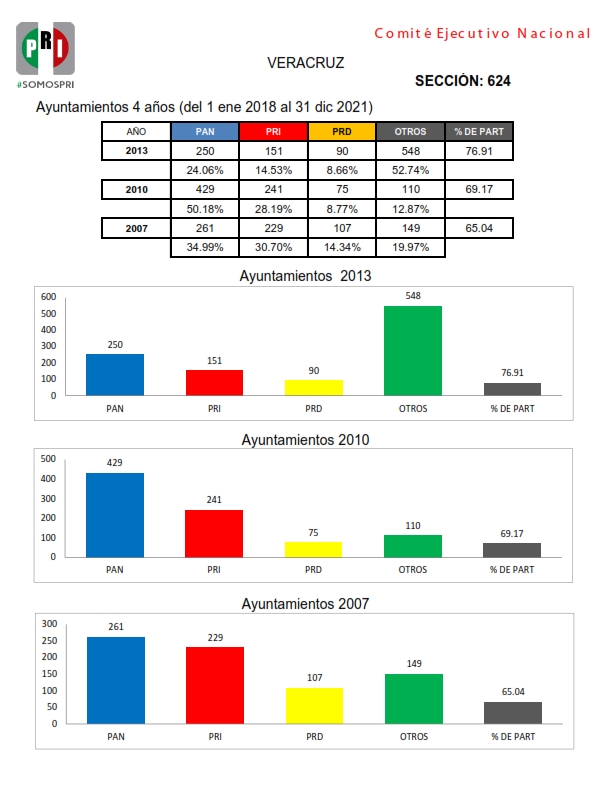 PRI
#SOMOSPRI
Comité Ejecutivo Nacional
VERACRUZ
SECCIÓN: 624
Ayuntamientos 4 años (del 1 ene 2018 al 31 dic 2021)
AÑO PAN PRI PRD OTROS % DE PART
2013 250 151 90 548 76.91
24.06% 14.53% 8.66% 52.74%
2010 429 241 75 110 69.17
50.18% 28.19% 8.77% 12.87%
2007 261 229 107 149 65.04
34.99% 30.70% 14.34% 19.97%
Ayuntamientos 2013
600
500
400
300
200
100
0
250 151 90 548 76.91
PAN PRI PRD OTROS % DE PART
Ayuntamientos 2010
500
400
300
200
100
0
429 241 75 110 69.17
PAN PRI PRD OTROS % DE PART
Ayuntamientos 2007
300
250
200
150
100
50
0
261 229 107 149 65.04
PAN PRI PRD OTROS % DE PART